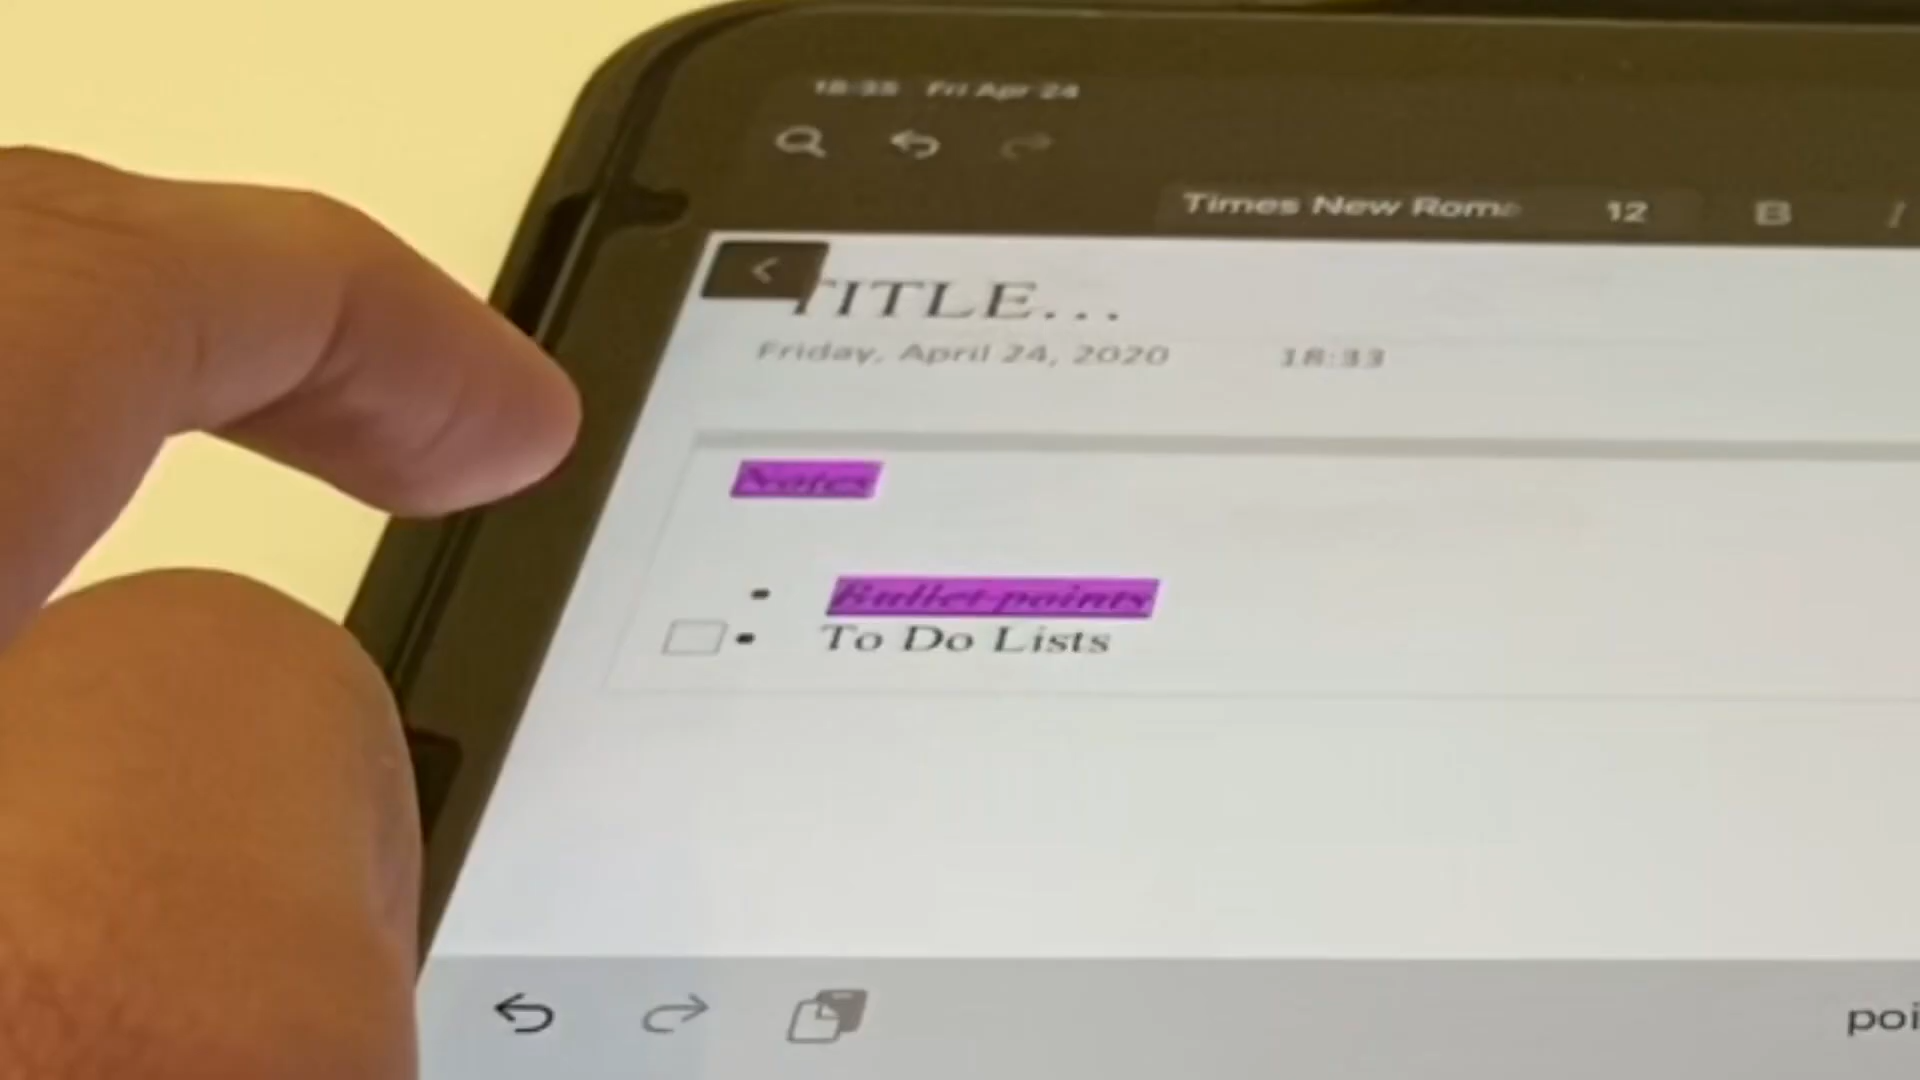 18:35 Fri Apr 24
Times New Roma 12 B I
TITLE...
Friday, April 24, 2020 18:33
Notes
• Bullet points
• To Do Lists
poi